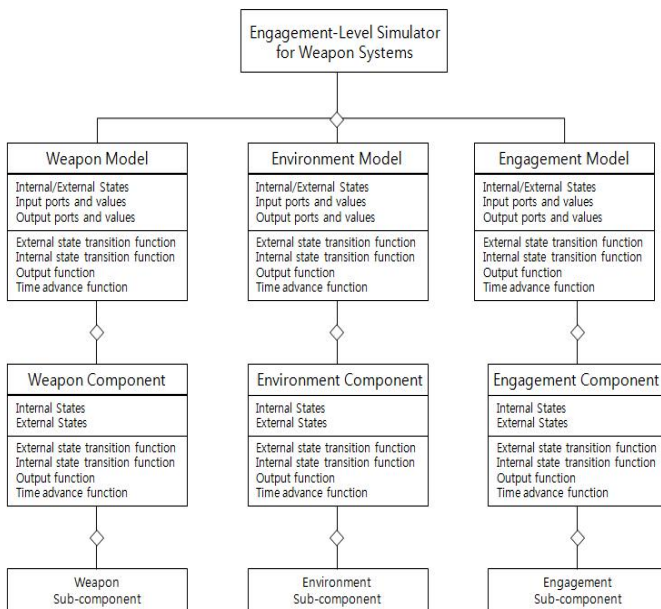 Engagement-Level Simulator
for Weapon Systems
Weapon Model
Internal/External States
Input ports and values
Output ports and values
External state transition function
Internal state transition function
Output function
Time advance function
Environment Model
Internal/External States
Input ports and values
Output ports and values
External state transition function
Internal state transition function
Output function
Time advance function
Engagement Model
Internal/External States
Input ports and values
Output ports and values
External state transition function
Internal state transition function
Output function
Time advance function
Weapon Component
Internal States
External States
External state transition function
Internal state transition function
Output function
Time advance function
Environment Component
Internal States
External States
External state transition function
Internal state transition function
Output function
Time advance function
Engagement Component
Internal States
External States
External state transition function
Internal state transition function
Output function
Time advance function
Weapon
Sub-component
Environment
Sub-component
Engagement
Sub-component